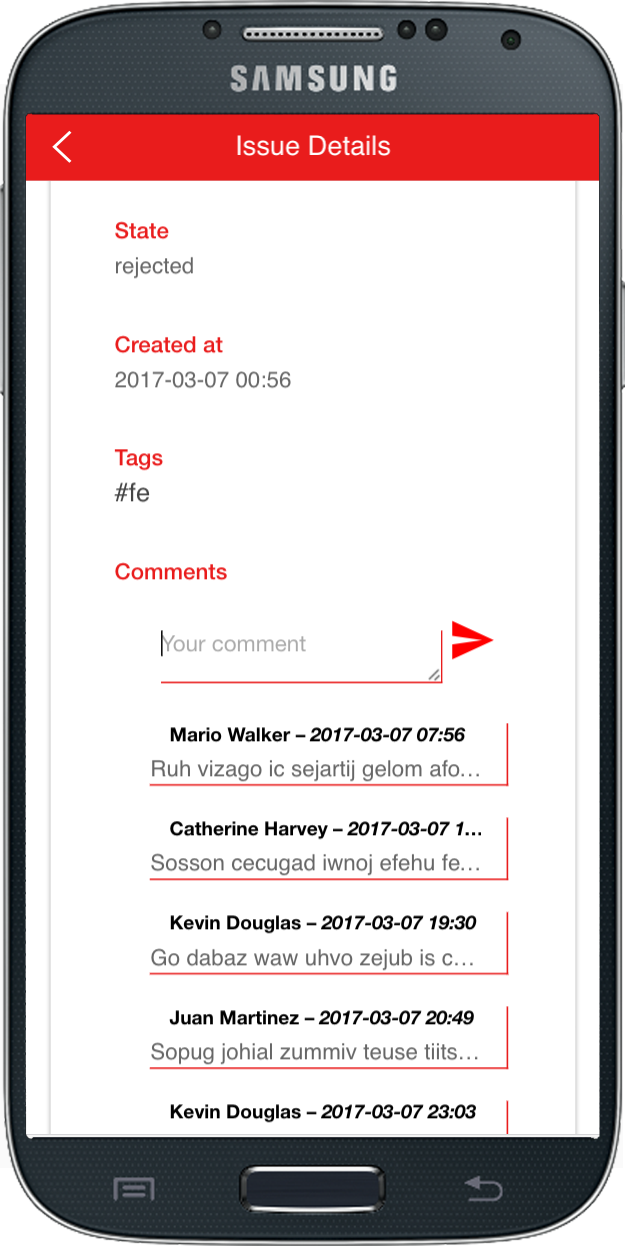 SAMSUNG
Issue Details
State
rejected
Created at
2017-03-07 00:56
Tags
#fe
Comments
Your comment
Mario Walker – 2017-03-07 07:56
Ruh vizago ic sejartij gelom afo...
Catherine Harvey – 2017-03-07 1...
Sosson cecugad iwnoj efehu fe...
Kevin Douglas – 2017-03-07 19:30
Go dabaz waw uhvo zejub is c...
Juan Martinez – 2017-03-07 20:49
Sopug johial zummiv teuse tiits...
Kevin Douglas – 2017-03-07 23:03